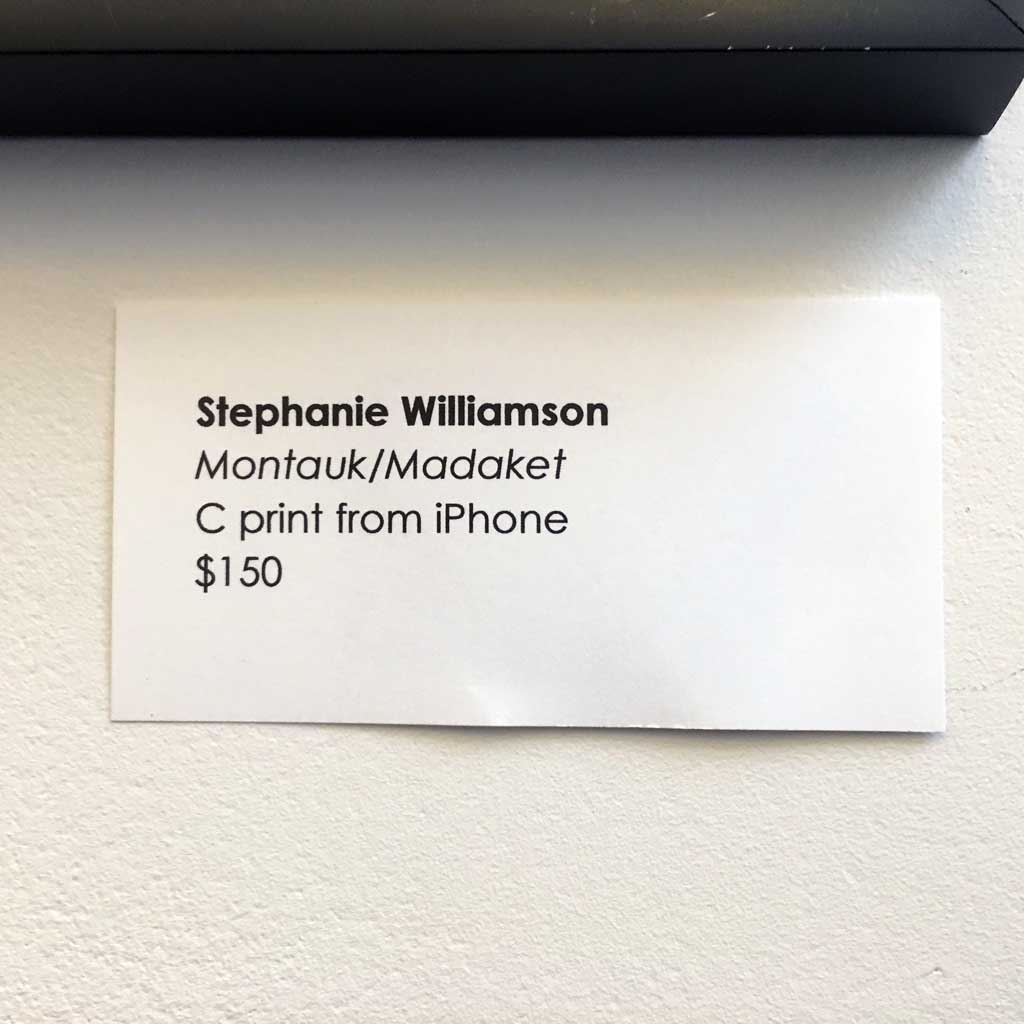 Stephanie Williamson
Montauk/Madaket
C print from iPhone
$150